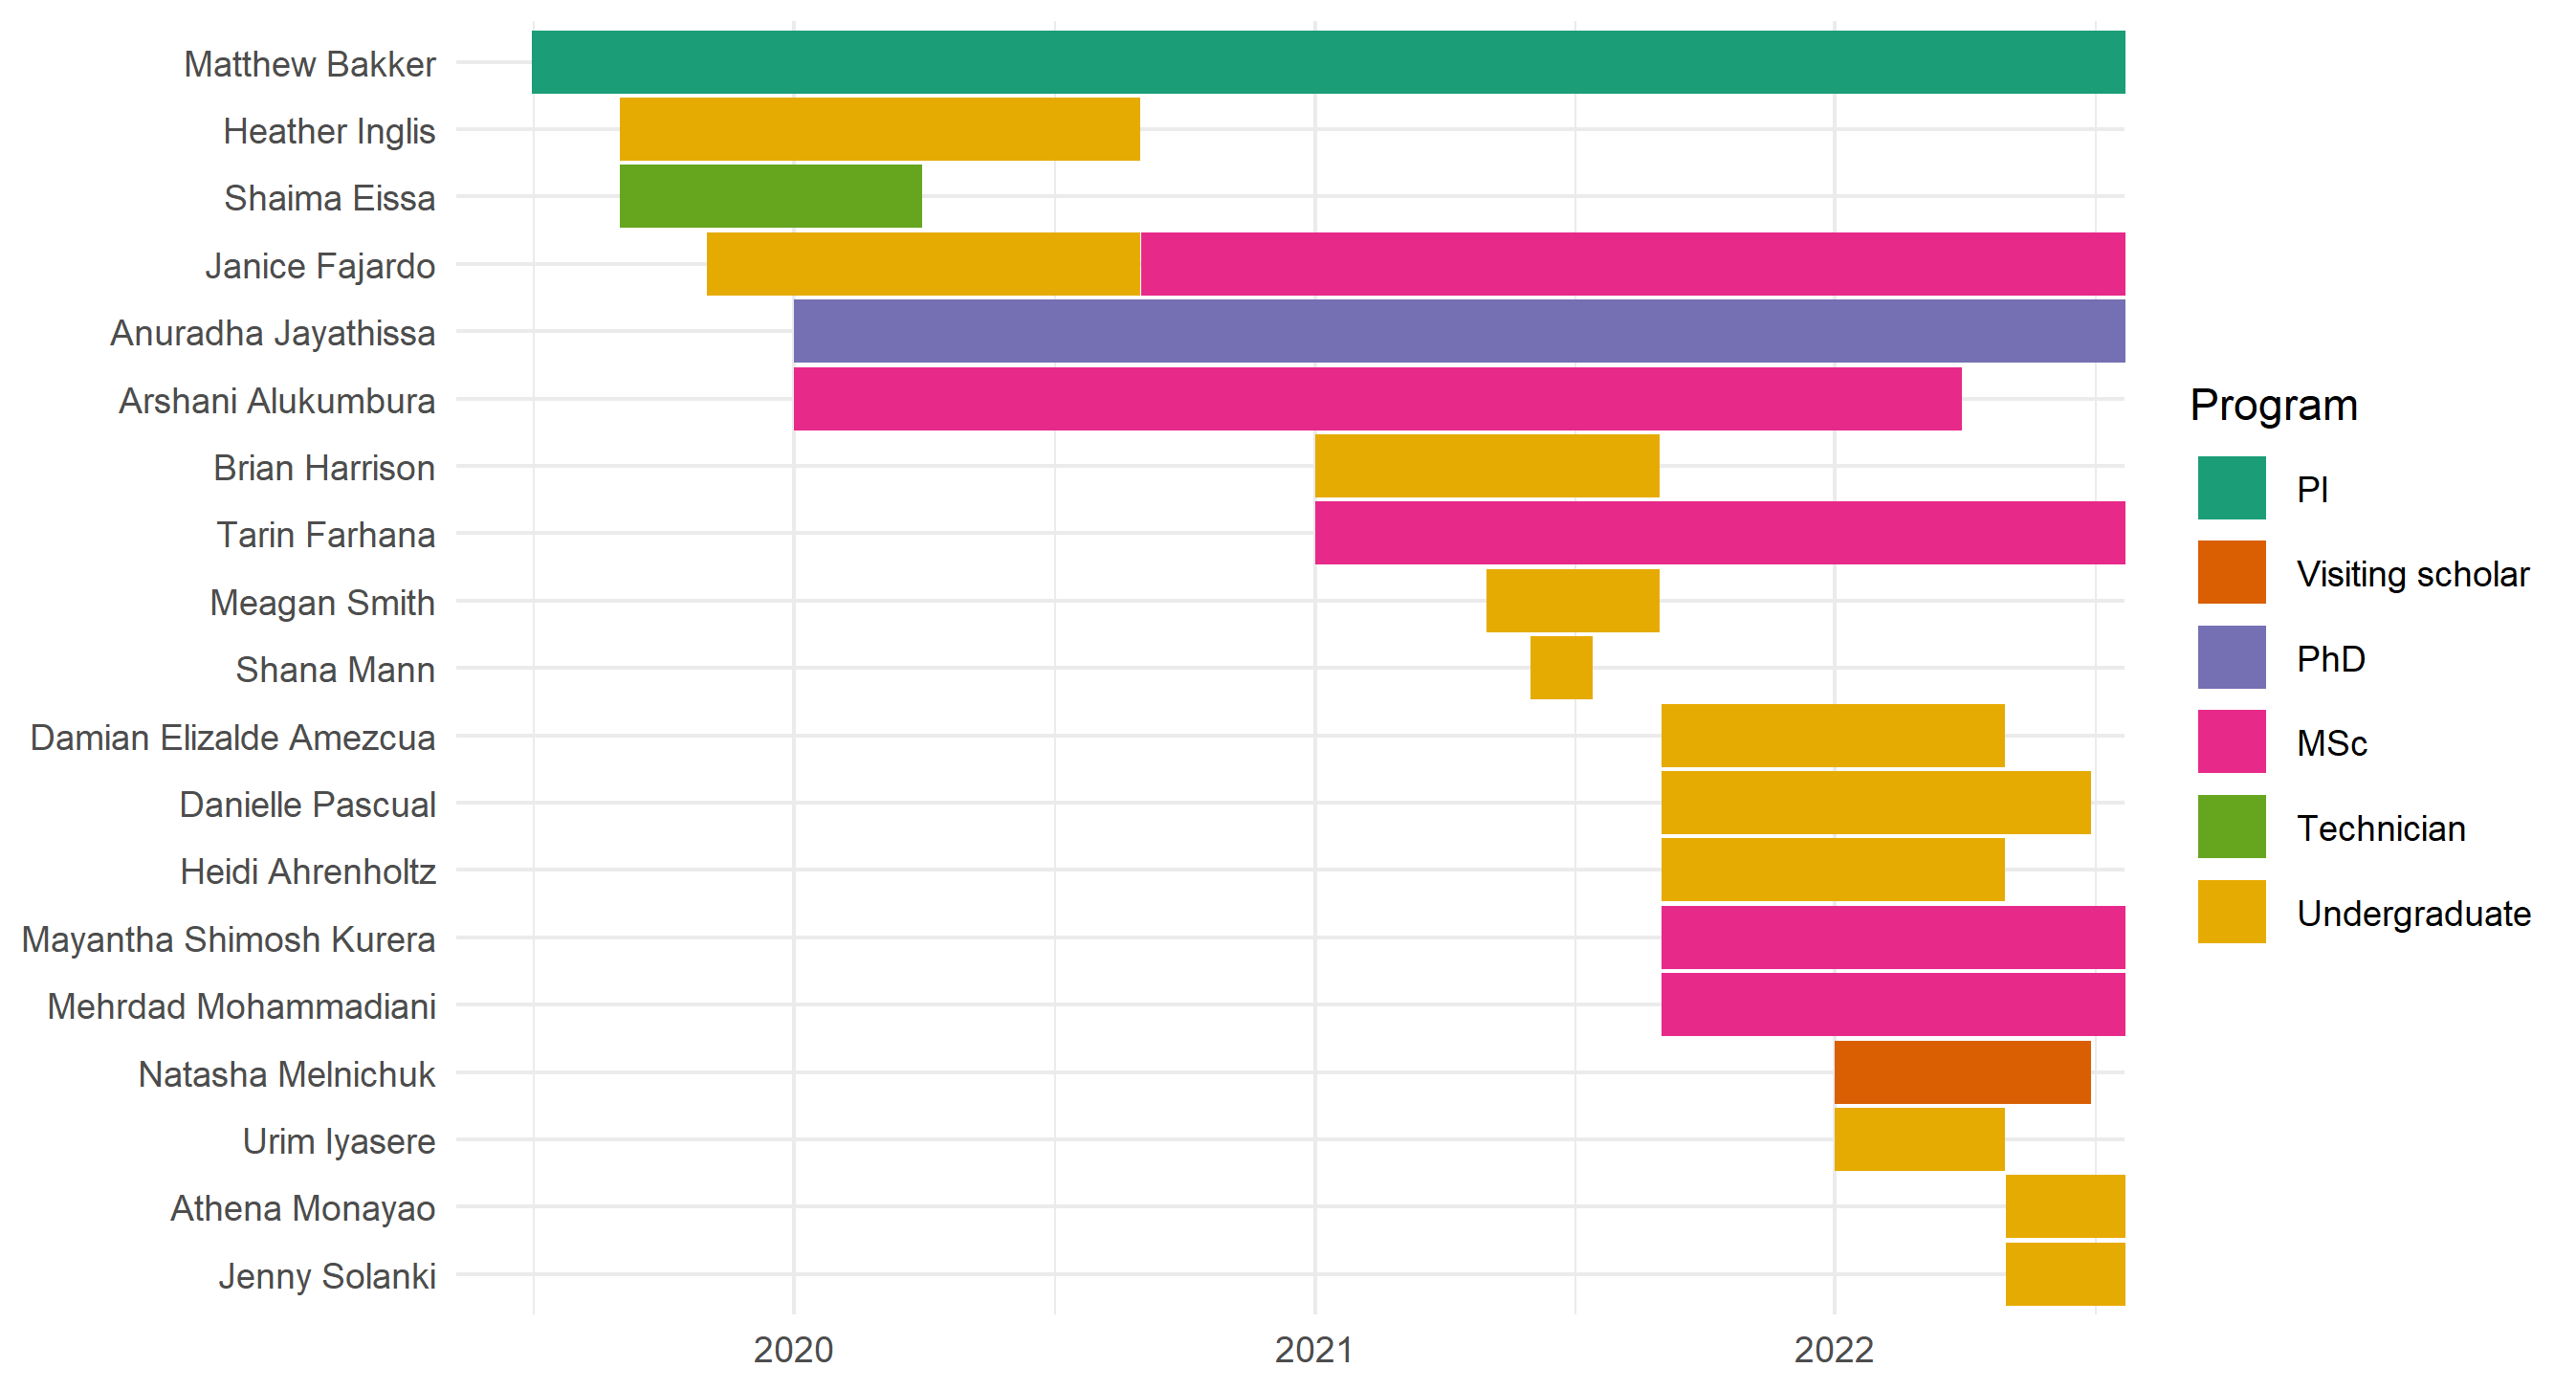 Matthew Bakker
Heather Inglis
Shaima Eissa
Janice Fajardo
Anuradha Jayathissa
Arshani Alukumbura
Brian Harrison
Tarin Farhana
Meagan Smith
Shana Mann
Damian Elizalde Amezcua
Danielle Pascual
Heidi Ahrenholtz
Mayantha Shimosh Kurera
Mehrdad Mohammadiani
Natasha Melnichuk
Urim Iyasere
Athena Monayao
Jenny Solanki
2020 2021 2022
Program
PI
Visiting scholar
PhD
MSc
Technician
Undergraduate